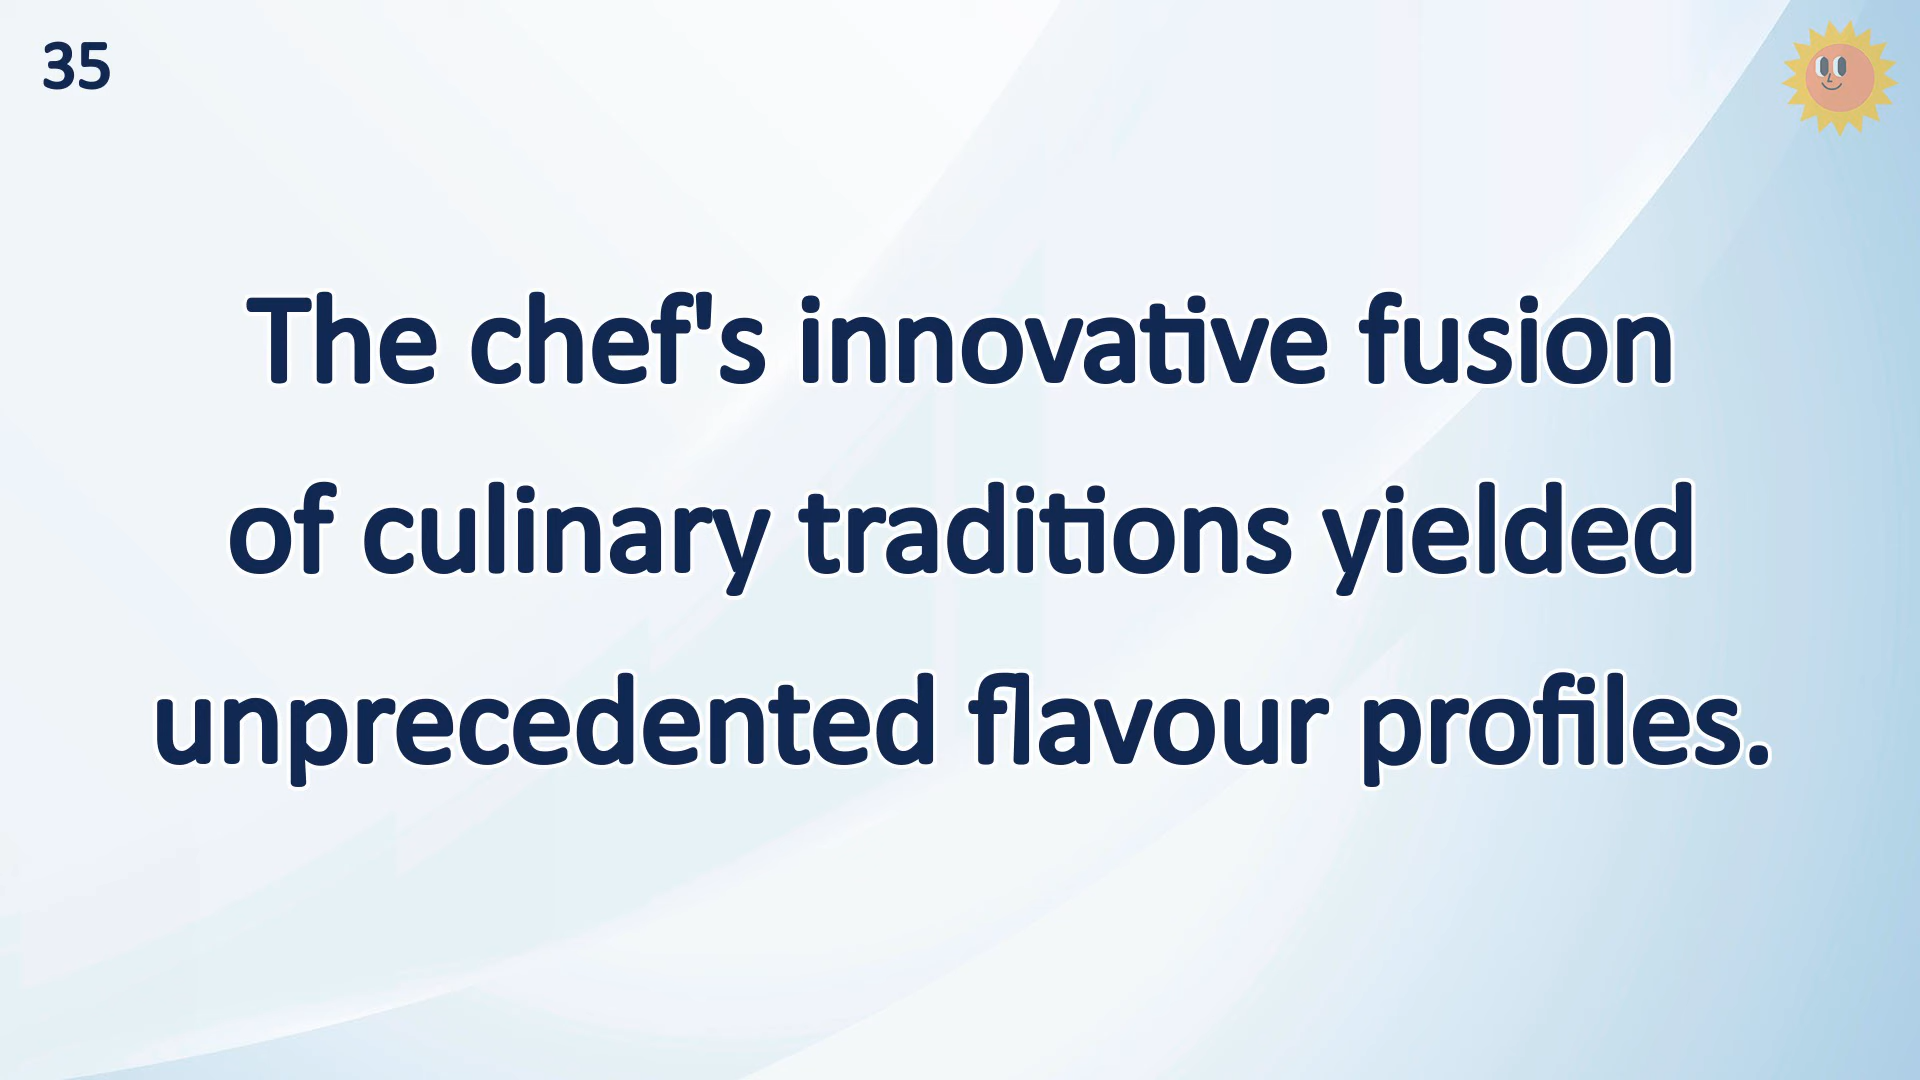 35
The chef's innovative fusion
of culinary traditions yielded
unprecedented flavour profiles.